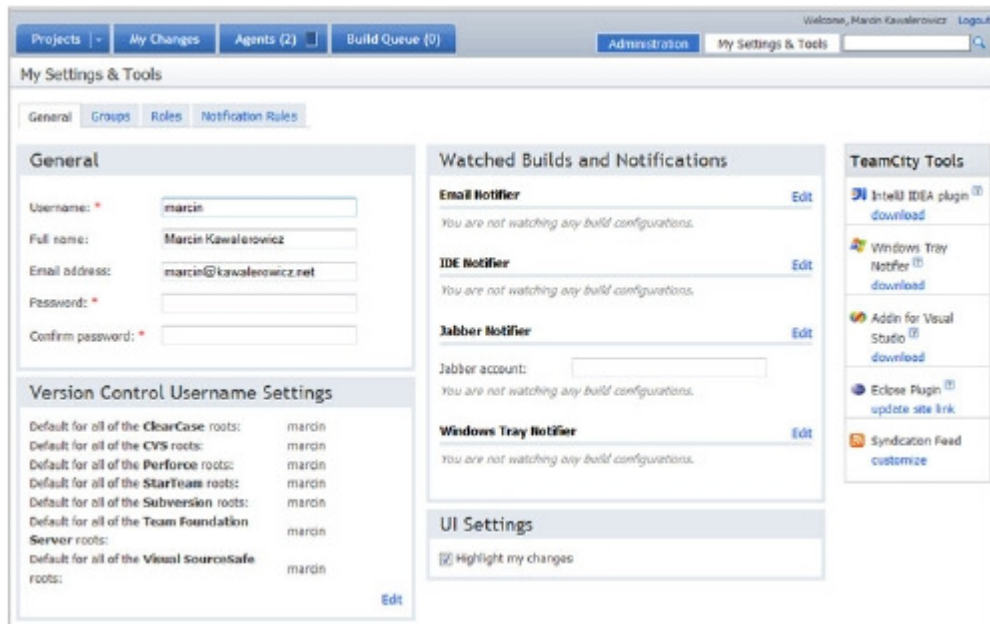 Welcome, Marcin Kawalerowicz Logout
Projects My Changes Agents (2) Build Queue (0)
Administration My Settings & Tools
My Settings & Tools
General Groups Roles Notification Rules
General
Username: * marcin
Full name: Marcin Kawalerowicz
Email address: marcin@kawalerowicz.net
Password: *
Confirm password: *
Version Control Username Settings
Default for all of the ClearCase roots: marcin
Default for all of the CVS roots: marcin
Default for all of the Perforce roots: marcin
Default for all of the StarTeam roots: marcin
Default for all of the Subversion roots: marcin
Default for all of the Team Foundation
Server roots: marcin
Default for all of the Visual SourceSafe
roots: marcin
Edit
Watched Builds and Notifications
Email Notifier Edit
You are not watching any build configurations.
IDE Notifier Edit
You are not watching any build configurations.
Jabber Notifier Edit
Jabber account:
You are not watching any build configurations.
Windows Tray Notifier Edit
You are not watching any build configurations.
UI Settings
Highlight my changes
TeamCity Tools
IntelliJ IDEA plugin
download
Windows Tray
Notifier
download
Addin for Visual
Studio
download
Eclipse Plugin
update site link
Syndication Feed
customize